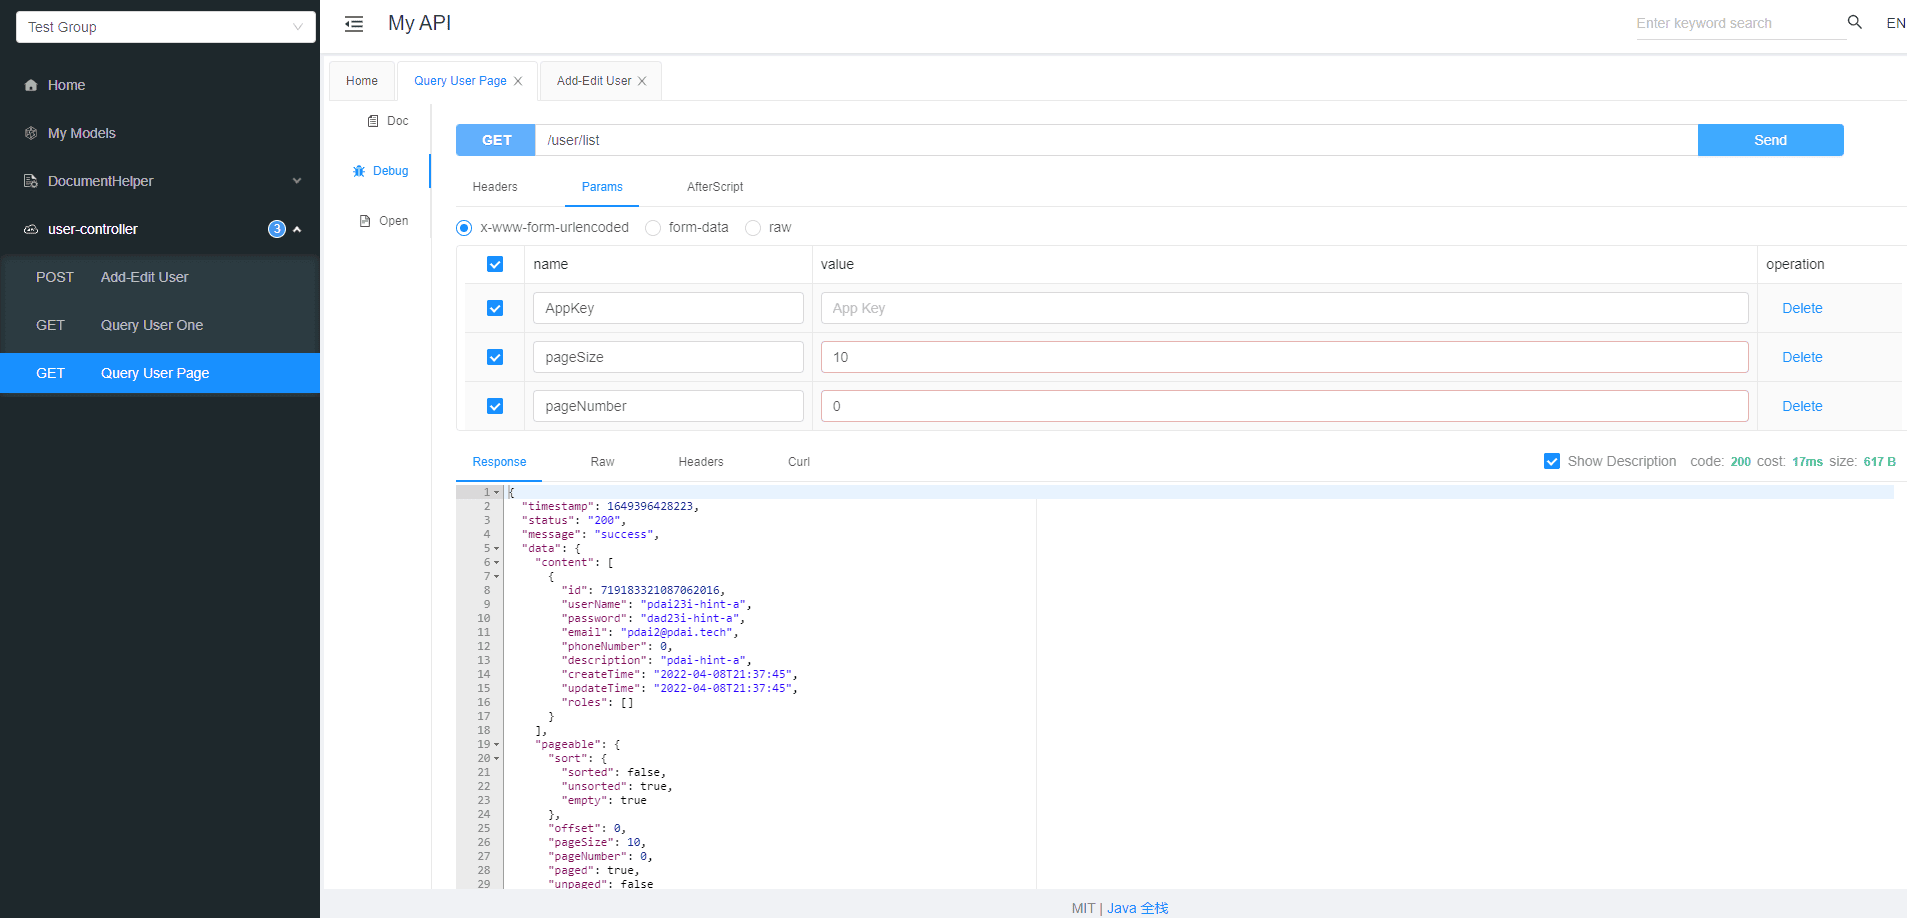 Test Group
Home
My Models
DocumentHelper
user-controller 3
POST Add-Edit User
GET Query User One
GET Query User Page
My API
Enter keyword search
EN
Home
Query User Page
Add-Edit User
Doc
Debug
Open
GET /user/list Send
Headers Params AfterScript
x-www-form-urlencoded form-data raw
name value operation
AppKey App Key Delete
pageSize 10 Delete
pageNumber 0 Delete
Response Raw Headers Curl Show Description code: 200 cost: 17ms size: 617 B
1 {
2 "timestamp": 1649396428223,
3 "status": "200",
4 "message": "success",
5 "data": {
6 "content": [
7 {
8 "id": 719183321087062016,
9 "userName": "pdai23i-hint-a",
10 "password": "dad23i-hint-a",
11 "email": "pdai2@pdai.tech",
12 "phoneNumber": 0,
13 "description": "pdai-hint-a",
14 "createTime": "2022-04-08T21:37:45",
15 "updateTime": "2022-04-08T21:37:45",
16 "roles": []
17 }
18 ],
19 "pageable": {
20 "sort": {
21 "sorted": false,
22 "unsorted": true,
23 "empty": true
24 },
25 "offset": 0,
26 "pageSize": 10,
27 "pageNumber": 0,
28 "paged": true,
29 "unpaged": false
MIT | Java 全栈